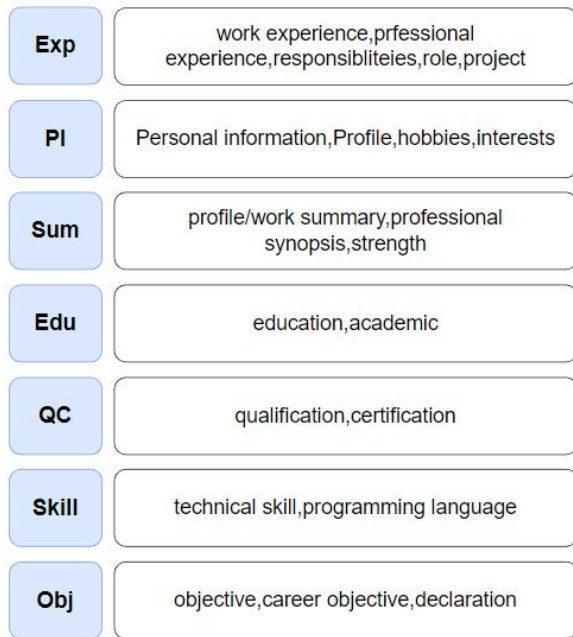 Exp
work experience,prfessional
experience,responsibliteies,role,project
PI
Personal information,Profile,hobbies,interests
Sum
profile/work summary,professional
synopsis,strength
Edu
education,academic
QC
qualification,certification
Skill
technical skill,programming language
Obj
objective,career objective,declaration